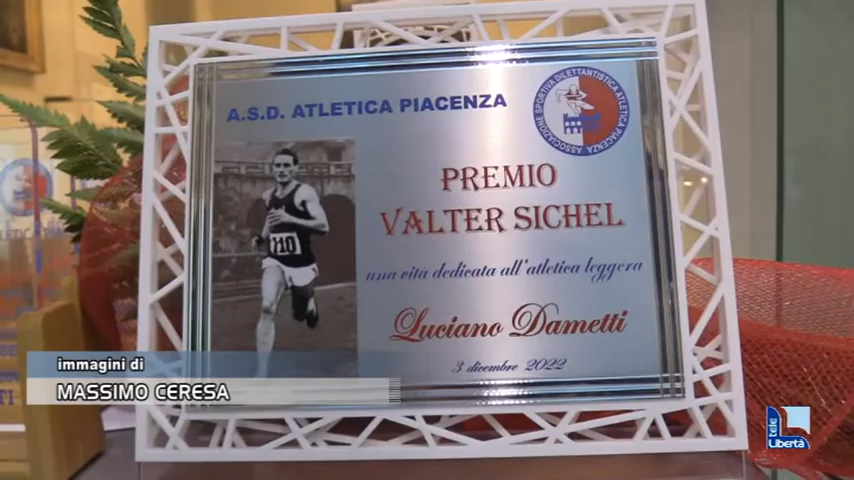 A.S.D. ATLETICA PIACENZA
ASSOCIAZIONE SPORTIVA DILETTANTISTICA ATLETICA PIACENZA
PREMIO
VALTER SICHEL
una vita dedicata all'atletica leggera
Luciano Dametti
3 dicembre 2022
110
immagini di
MASSIMO CERESA
tele
Libertà